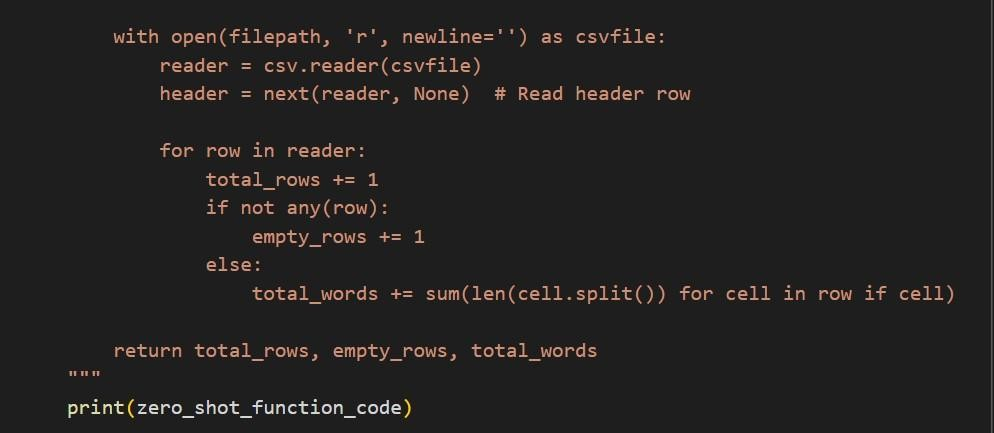 with open(filepath, 'r', newline='') as csvfile:
reader = csv.reader(csvfile)
header = next(reader, None)  # Read header row
for row in reader:
total_rows += 1
if not any(row):
empty_rows += 1
else:
total_words += sum(len(cell.split()) for cell in row if cell)
return total_rows, empty_rows, total_words
"""
print(zero_shot_function_code)